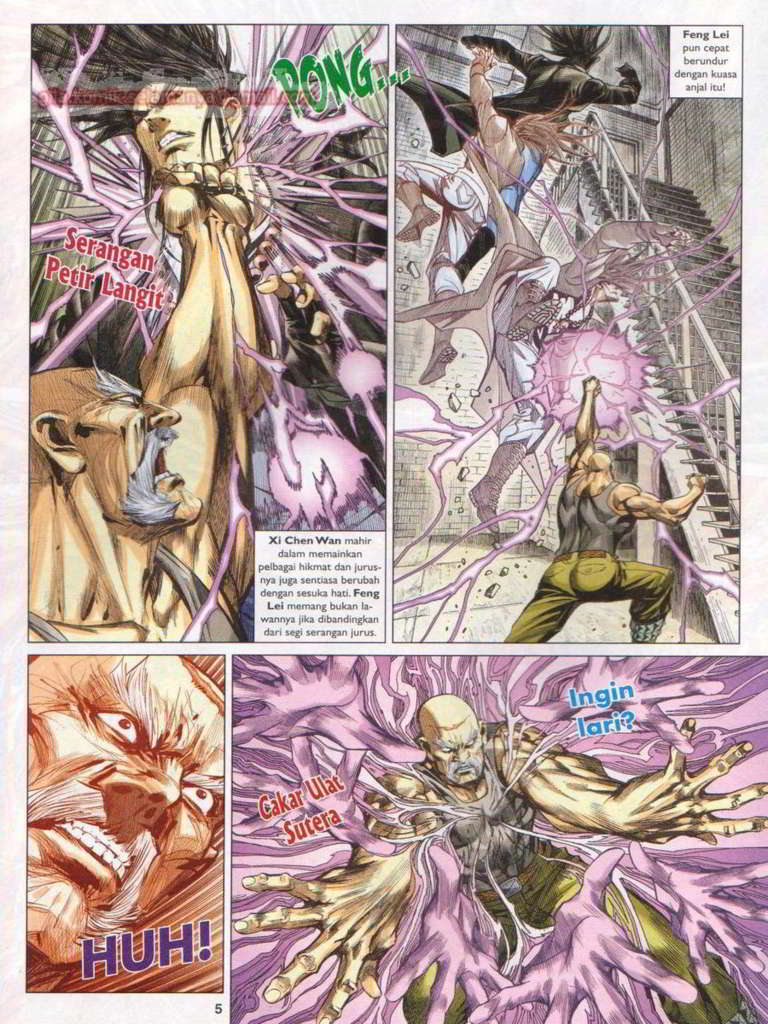 PONG...
Serangan
Petir Langit
Xi Chen Wan mahir
dalam memainkan
pelbagai hikmat dan jurus-
nya juga sentiasa berubah
dengan sesuka hati. Feng
Lei memang bukan la-
wannya jika dibandingkan
dari segi serangan jurus.
Feng Lei
pun cepat
berundur
dengan kuasa
anjal itu!
HUH!
Ingin
lari?
Cakar Ulat
Sutera
5